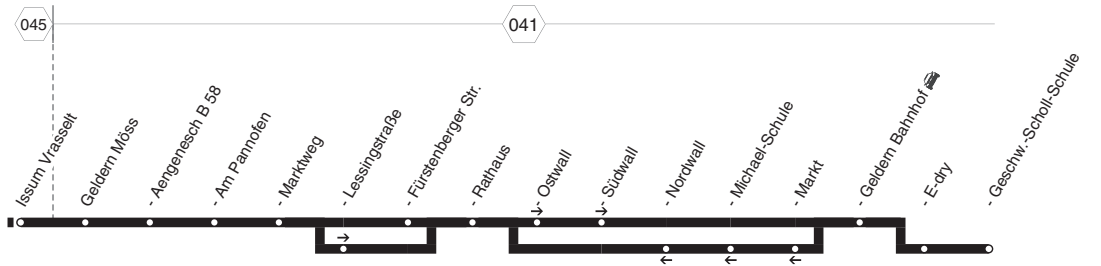 045
041
Issum Vrasselt
Geldern Möss
- Aengenesch B 58
- Am Pannofen
- Marktweg
- Lessingstraße
- Fürstenberger Str.
- Rathaus
- Ostwall
- Südwall
- Nordwall
- Michael-Schule
- Markt
- Geldern Bahnhof
- E-dry
- Geschw.-Scholl-Schule